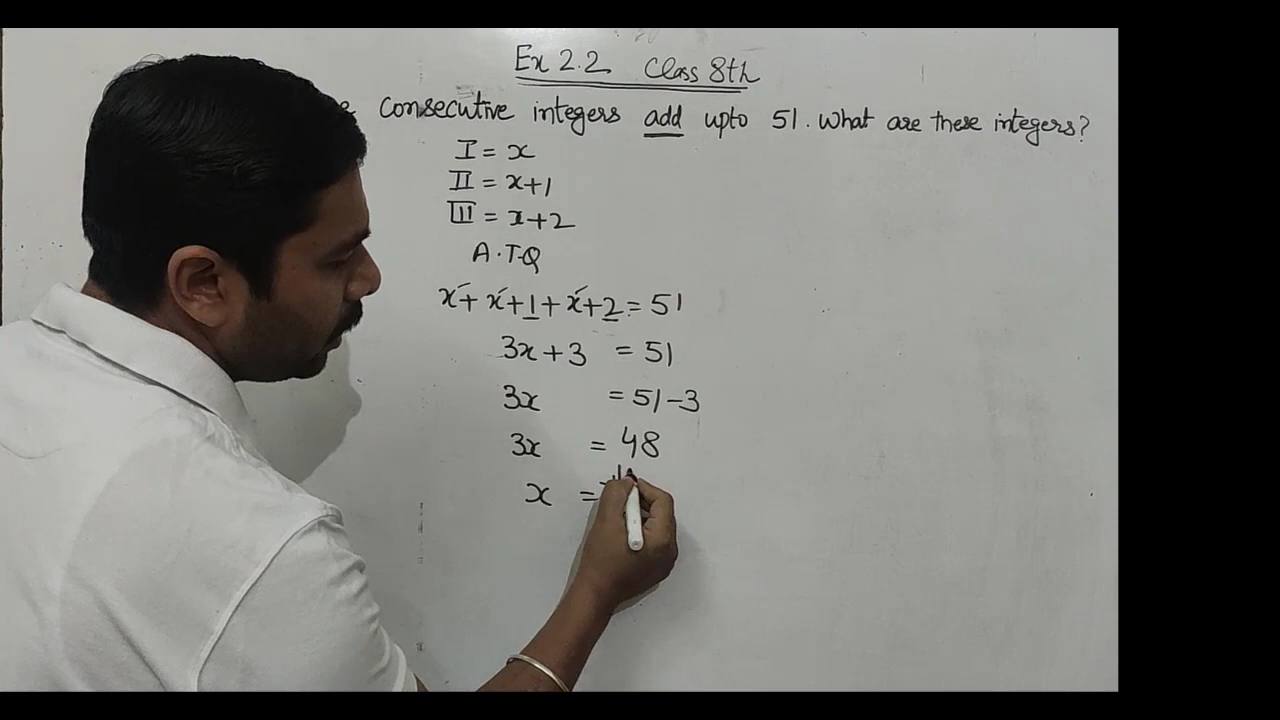 Ex 2.2 Class 8th
consecutive integers add upto 51. What are these integers?
I = x
II = x+1
III = x+2
A.T.Q
x + x+1 + x+2 = 51
3x + 3 = 51
3x = 51 - 3
3x = 48
x =